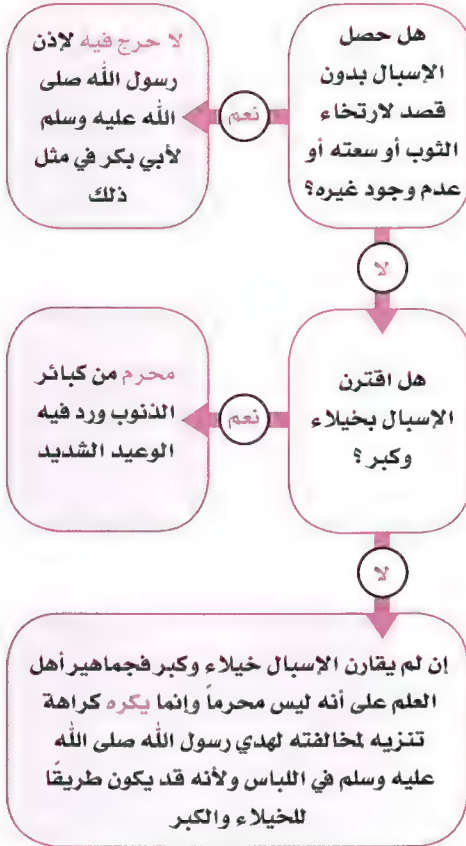 هل حصل
الإسبال بدون
قصد لارتخاء
الثوب أو سعته أو
عدم وجود غيره؟
نعم
لا حرج فيه لإذن
رسول الله صلى
الله عليه وسلم
لأبي بكر في مثل
ذلك
لا
هل اقترن
الإسبال بخيلاء
وكبر؟
نعم
محرم من كبائر
الذنوب ورد فيه
الوعيد الشديد
لا
إن لم يقارن الإسبال خيلاء وكبر فجماهير أهل
العلم على أنه ليس محرماً وإنما يكره كراهة
تنزيه لمخالفته لهدي رسول الله صلى الله
عليه وسلم في اللباس ولأنه قد يكون طريقًا
للخيلاء والكبر